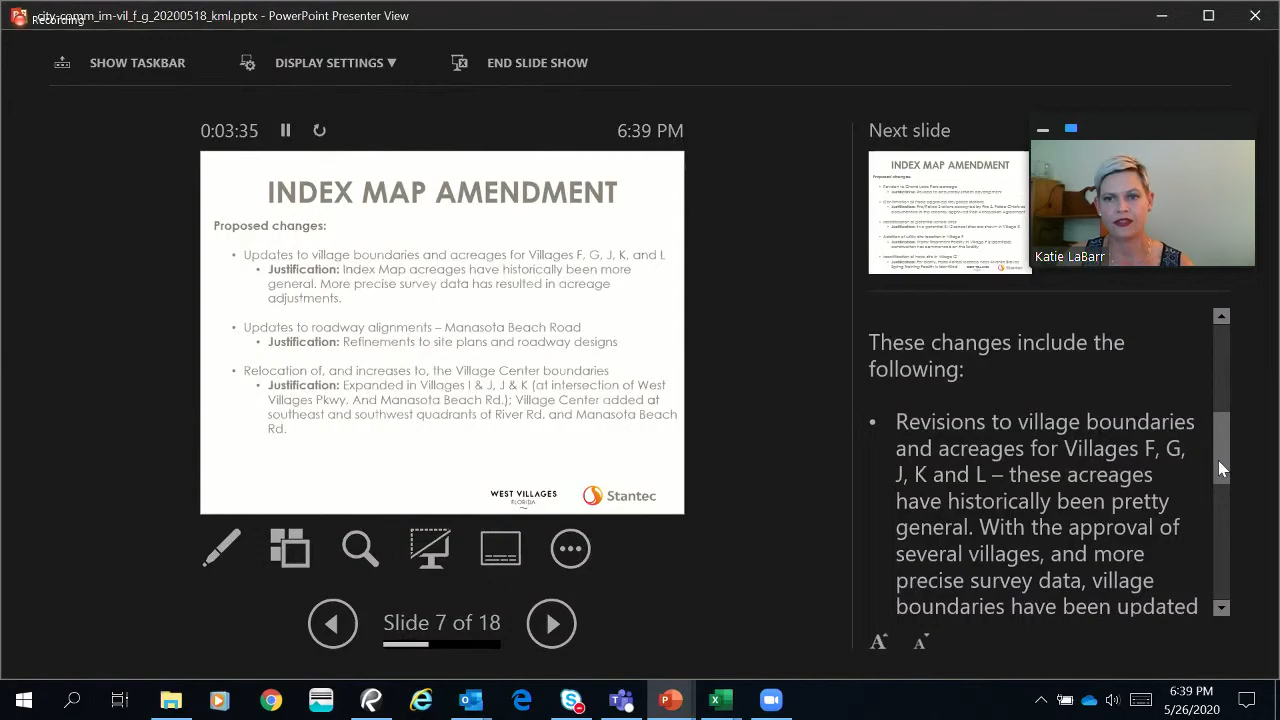 city-comm_im-vil_f_g_20200518_kml.pptx - PowerPoint Presenter View
Recording
SHOW TASKBAR
DISPLAY SETTINGS ▼
END SLIDE SHOW
0:03:35
6:39 PM
INDEX MAP AMENDMENT
Proposed changes:
• Updates to village boundaries and acreages for Villages F, G, J, K, and L
• Justification: Index Map acreages have historically been more
general. More precise survey data has resulted in acreage
adjustments.
• Updates to roadway alignments – Manasota Beach Road
• Justification: Refinements to site plans and roadway designs
• Relocation of, and increases to, the Village Center boundaries
• Justification: Expanded in Villages I & J, J & K (at intersection of West
Villages Pkwy. And Manasota Beach Rd.); Village Center added at
southeast and southwest quadrants of River Rd. and Manasota Beach
Rd.
WEST VILLAGES
FLORIDA
Stantec
Slide 7 of 18
Next slide
INDEX MAP AMENDMENT
Proposed changes:
Katie LaBarr
These changes include the
following:
• Revisions to village boundaries
and acreages for Villages F, G,
J, K and L – these acreages
have historically been pretty
general. With the approval of
several villages, and more
precise survey data, village
boundaries have been updated
A A
6:39 PM
5/26/2020